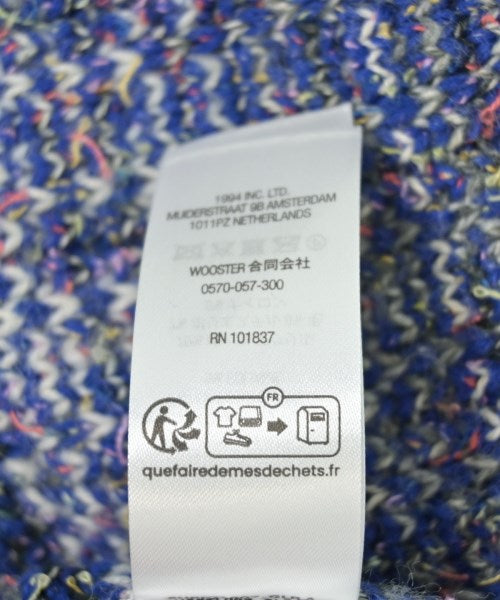 1994 INC. LTD.
MUIDERSTRAAT 9B AMSTERDAM
1011PZ NETHERLANDS
WOOSTER 合同会社
0570-057-300
RN 101837
FR
quefairedemesdechets.fr